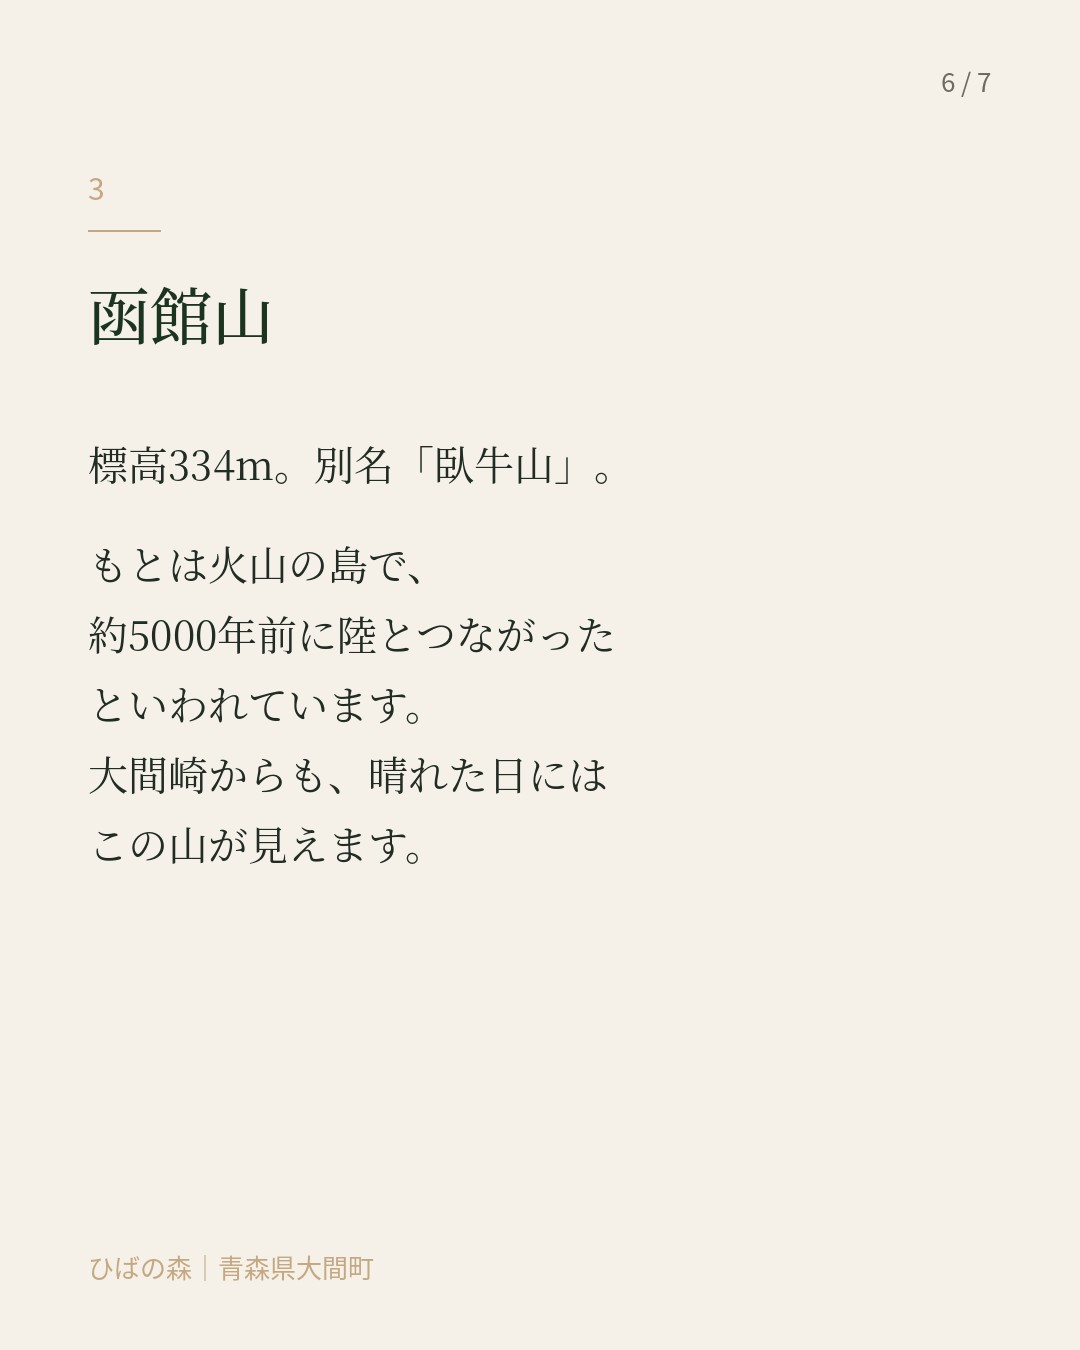 6 / 7
3
函館山
標高334m。別名「臥牛山」。
もとは火山の島で、
約5000年前に陸とつながった
といわれています。
大間崎からも、晴れた日には
この山が見えます。
ひばの森｜青森県大間町